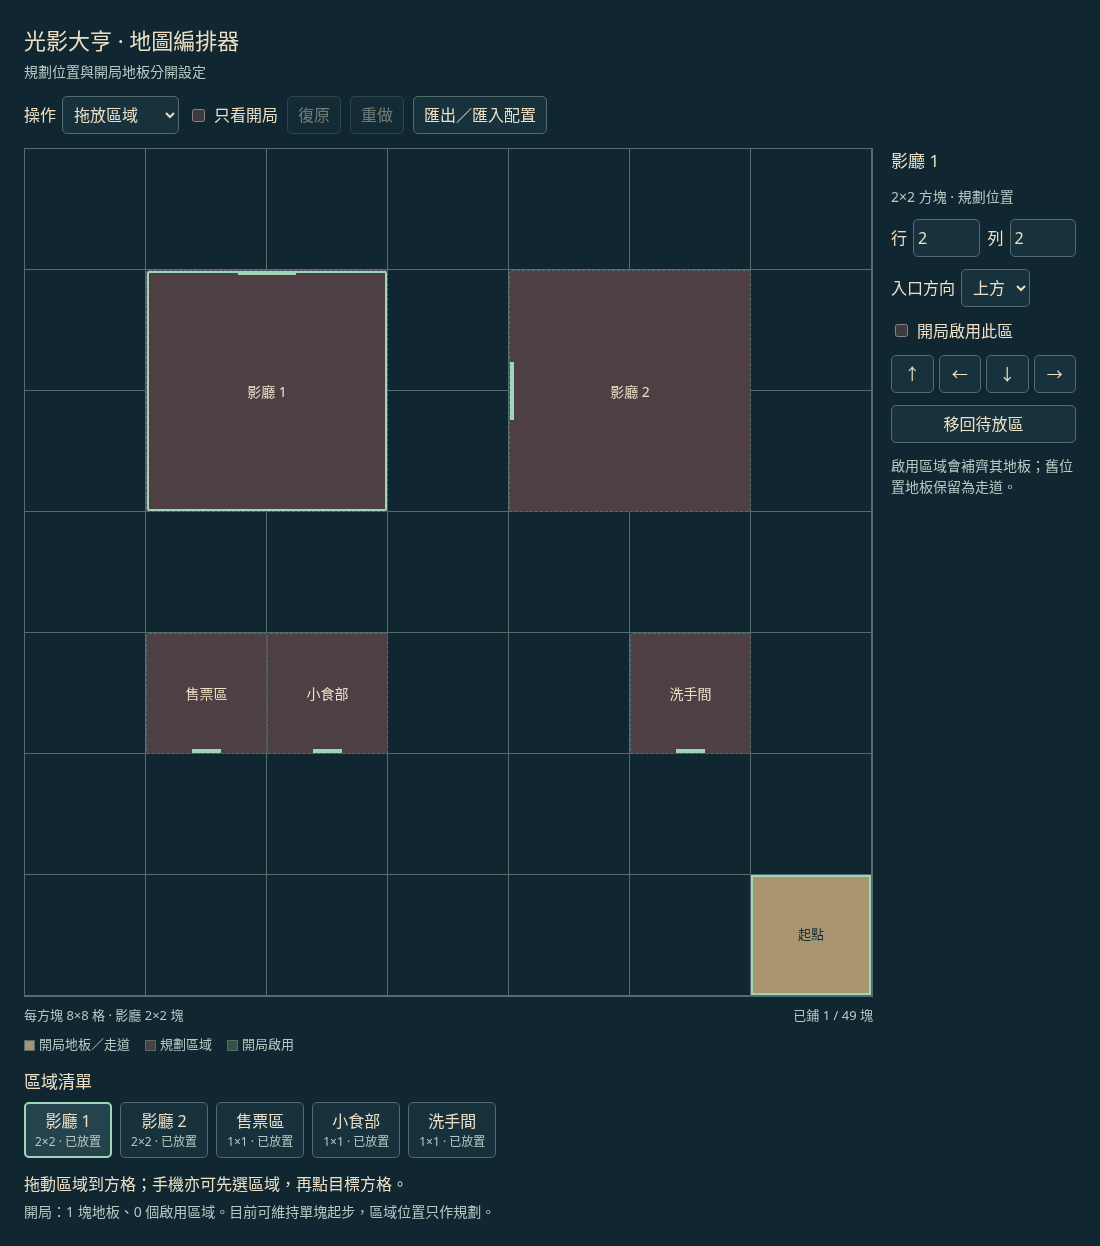 光影大亨 · 地圖編排器
規劃位置與開局地板分開設定
操作 拖放區域 只看開局 復原 重做 匯出／匯入配置
影廳 1
2×2 方塊 · 規劃位置
行 2 列 2
入口方向 上方
開局啟用此區
↑ ← ↓ →
移回待放區
啟用區域會補齊其地板；舊位
置地板保留為走道。
影廳 1 影廳 2
售票區 小食部 洗手間
起點
每方塊 8×8 格 · 影廳 2×2 塊 已鋪 1 / 49 塊
開局地板／走道 規劃區域 開局啟用
區域清單
影廳 1 影廳 2 售票區 小食部 洗手間
2×2 · 已放置 2×2 · 已放置 1×1 · 已放置 1×1 · 已放置 1×1 · 已放置
拖動區域到方格；手機亦可先選區域，再點目標方格。
開局：1 塊地板、0 個啟用區域。目前可維持單塊起步，區域位置只作規劃。